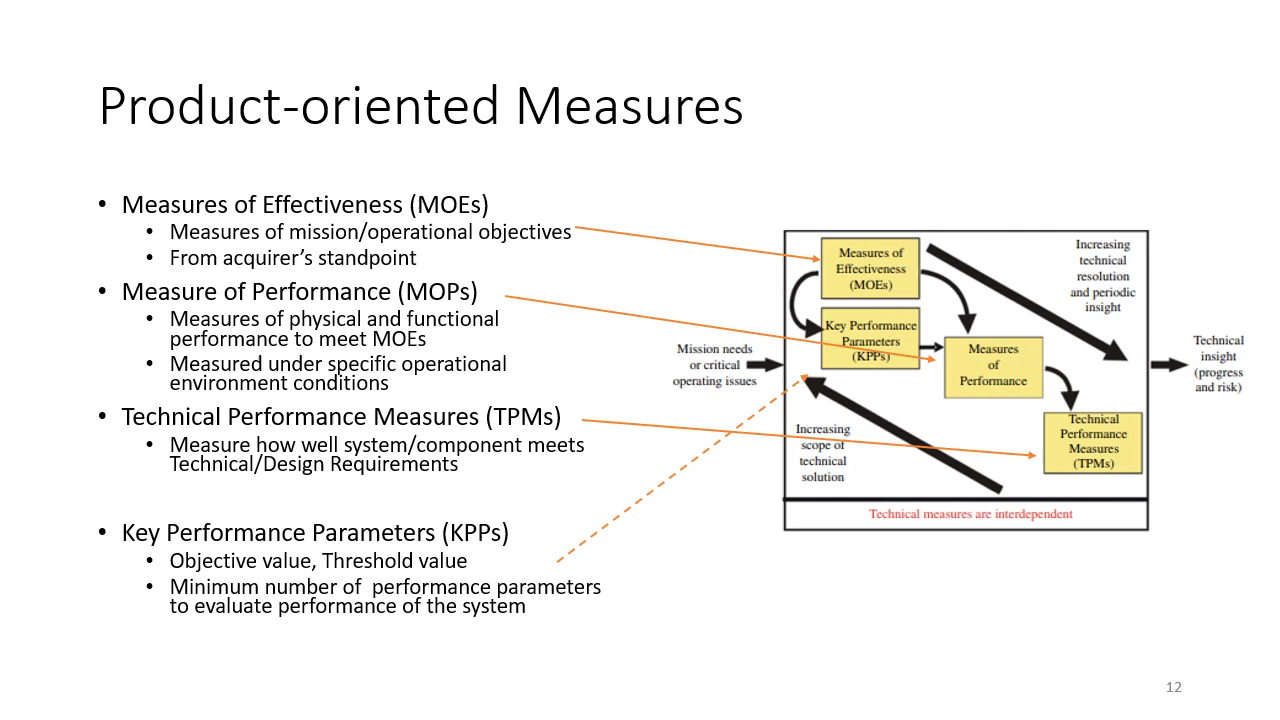 Product-oriented Measures
• Measures of Effectiveness (MOEs)
• Measures of mission/operational objectives
• From acquirer’s standpoint
• Measure of Performance (MOPs)
• Measures of physical and functional
performance to meet MOEs
• Measured under specific operational
environment conditions
• Technical Performance Measures (TPMs)
• Measure how well system/component meets
Technical/Design Requirements
• Key Performance Parameters (KPPs)
• Objective value, Threshold value
• Minimum number of  performance parameters
to evaluate performance of the system
Mission needs
or critical
operating issues
Measures of
Effectiveness
(MOEs)
Key Performance
Parameters
(KPPs)
Measures
of
Performance
Technical
Performance
Measures
(TPMs)
Increasing
technical
resolution
and periodic
insight
Increasing
scope of
technical
solution
Technical
insight
(progress
and risk)
Technical measures are interdependent
12